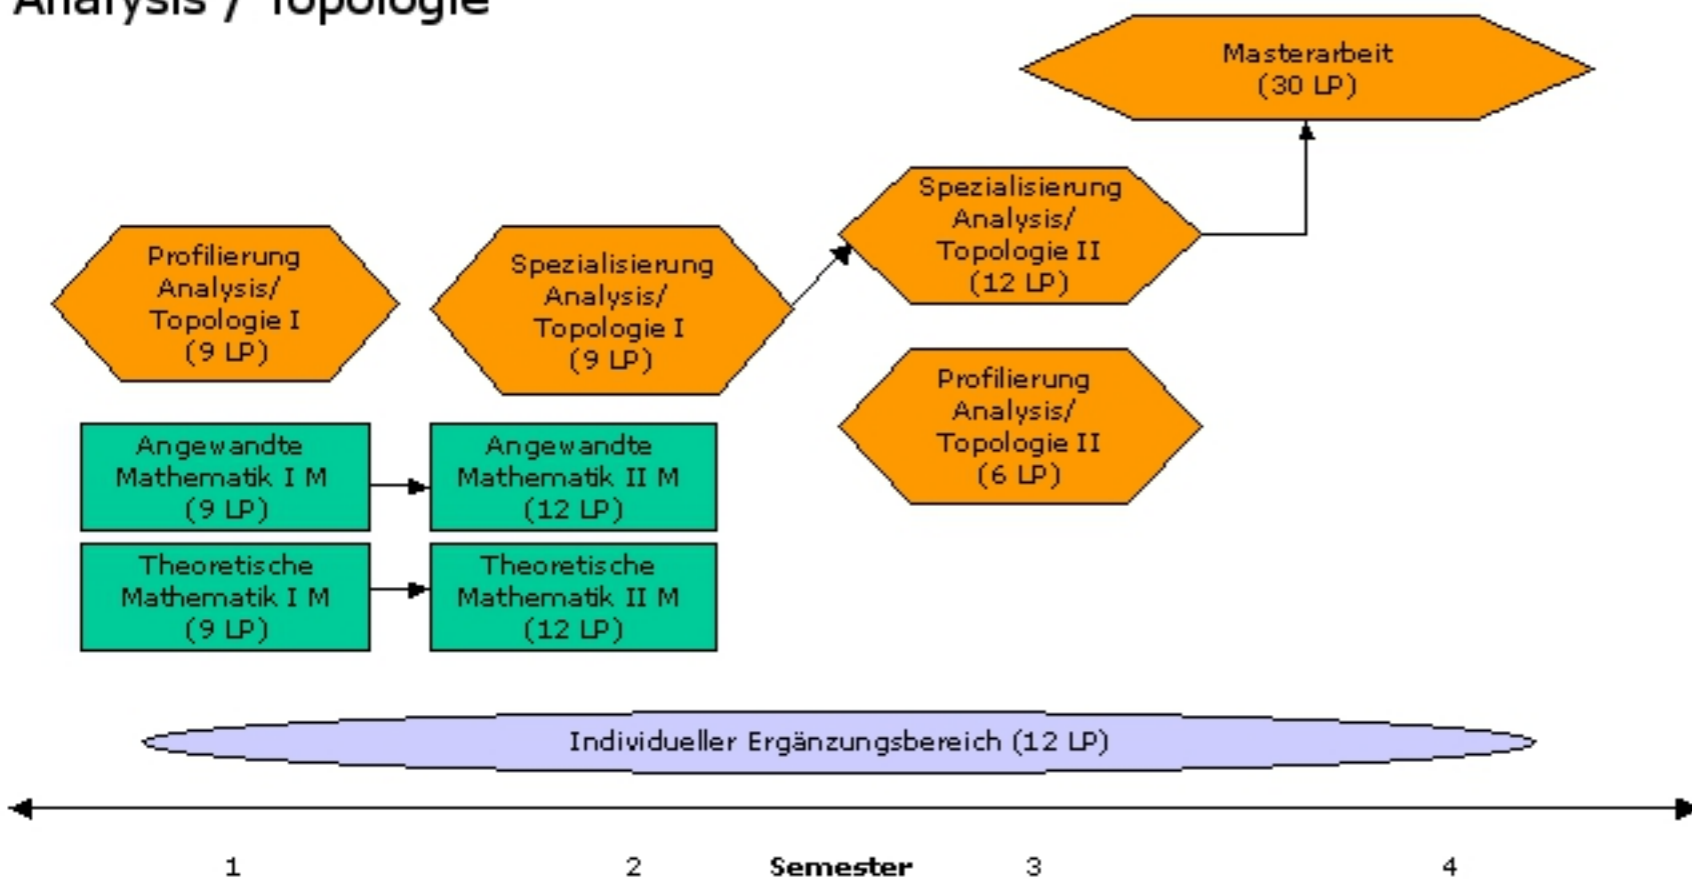 Analysis / Topologie
Masterarbeit
(30 LP)
Spezialisierung
Analysis/
Topologie II
(12 LP)
Profilierung
Analysis/
Topologie I
(9 LP)
Spezialisierung
Analysis/
Topologie I
(9 LP)
Profilierung
Analysis/
Topologie II
(6 LP)
Angewandte
Mathematik I M
(9 LP)
Angewandte
Mathematik II M
(12 LP)
Theoretische
Mathematik I M
(9 LP)
Theoretische
Mathematik II M
(12 LP)
Individueller Ergänzungsbereich (12 LP)
1 2 Semester 3 4